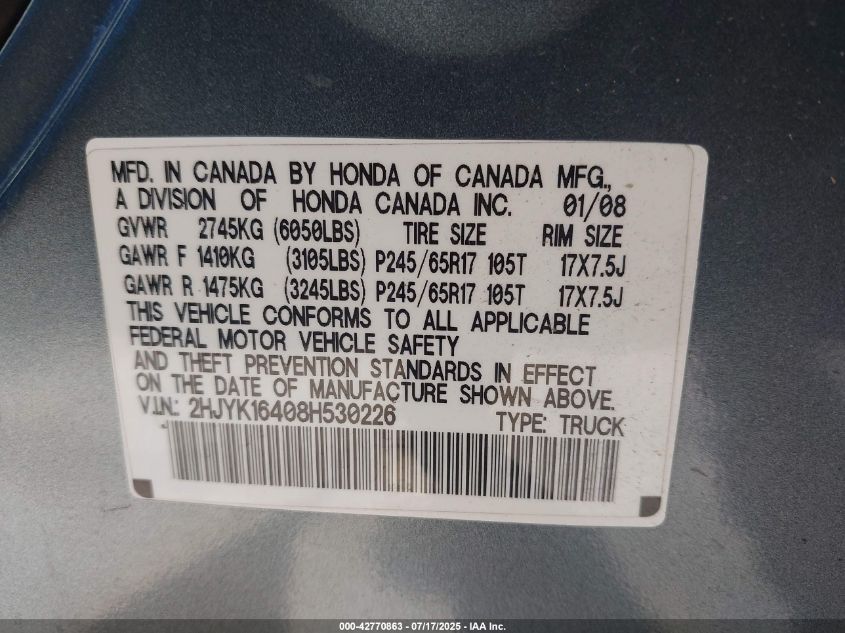 MFD. IN CANADA BY HONDA OF CANADA MFG.,
A DIVISION OF HONDA CANADA INC. 01/08
GVWR 2745KG (6050LBS) TIRE SIZE RIM SIZE
GAWR F 1410KG (3105LBS) P245/65R17 105T 17X7.5J
GAWR R 1475KG (3245LBS) P245/65R17 105T 17X7.5J
THIS VEHICLE CONFORMS TO ALL APPLICABLE
FEDERAL MOTOR VEHICLE SAFETY
AND THEFT PREVENTION STANDARDS IN EFFECT
ON THE DATE OF MANUFACTURE SHOWN ABOVE.
V.I.N.: 2HJYK16408H530226 TYPE: TRUCK
000-42770863 - 07/17/2025 - IAA Inc.